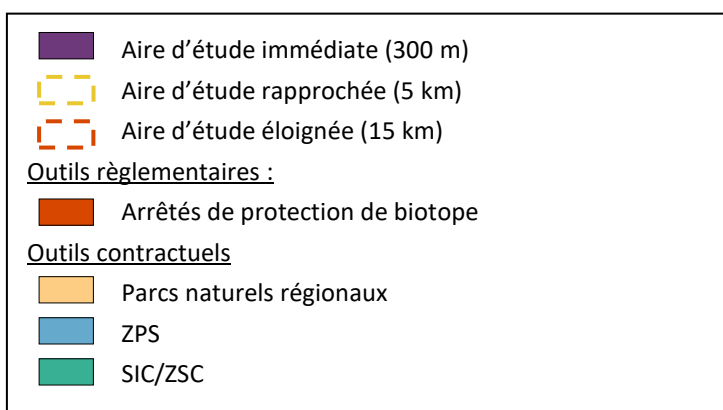 Aire d’étude immédiate (300 m)
Aire d’étude rapprochée (5 km)
Aire d’étude éloignée (15 km)
Outils règlementaires :
Arrêtés de protection de biotope
Outils contractuels
Parcs naturels régionaux
ZPS
SIC/ZSC